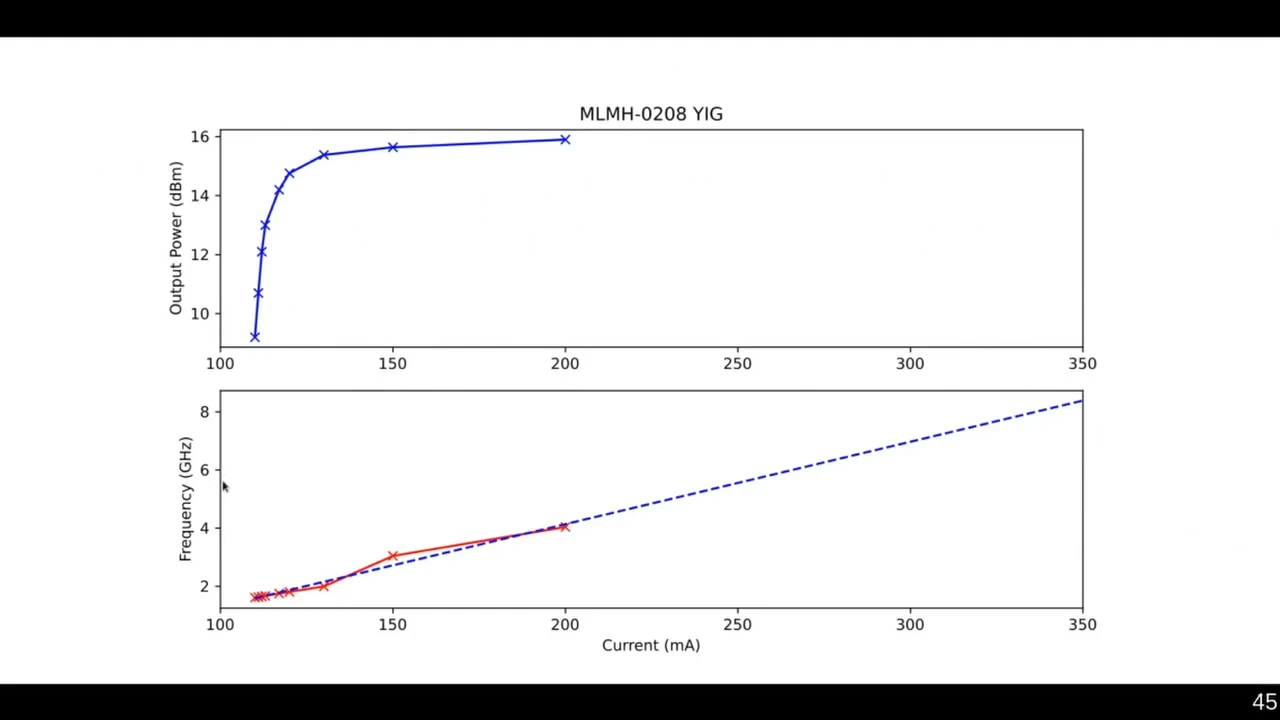 MLMH-0208 YIG
Output Power (dBm)
16
14
12
10
100 150 200 250 300 350
Frequency (GHz)
8
6
4
2
100 150 200 250 300 350
Current (mA)
45